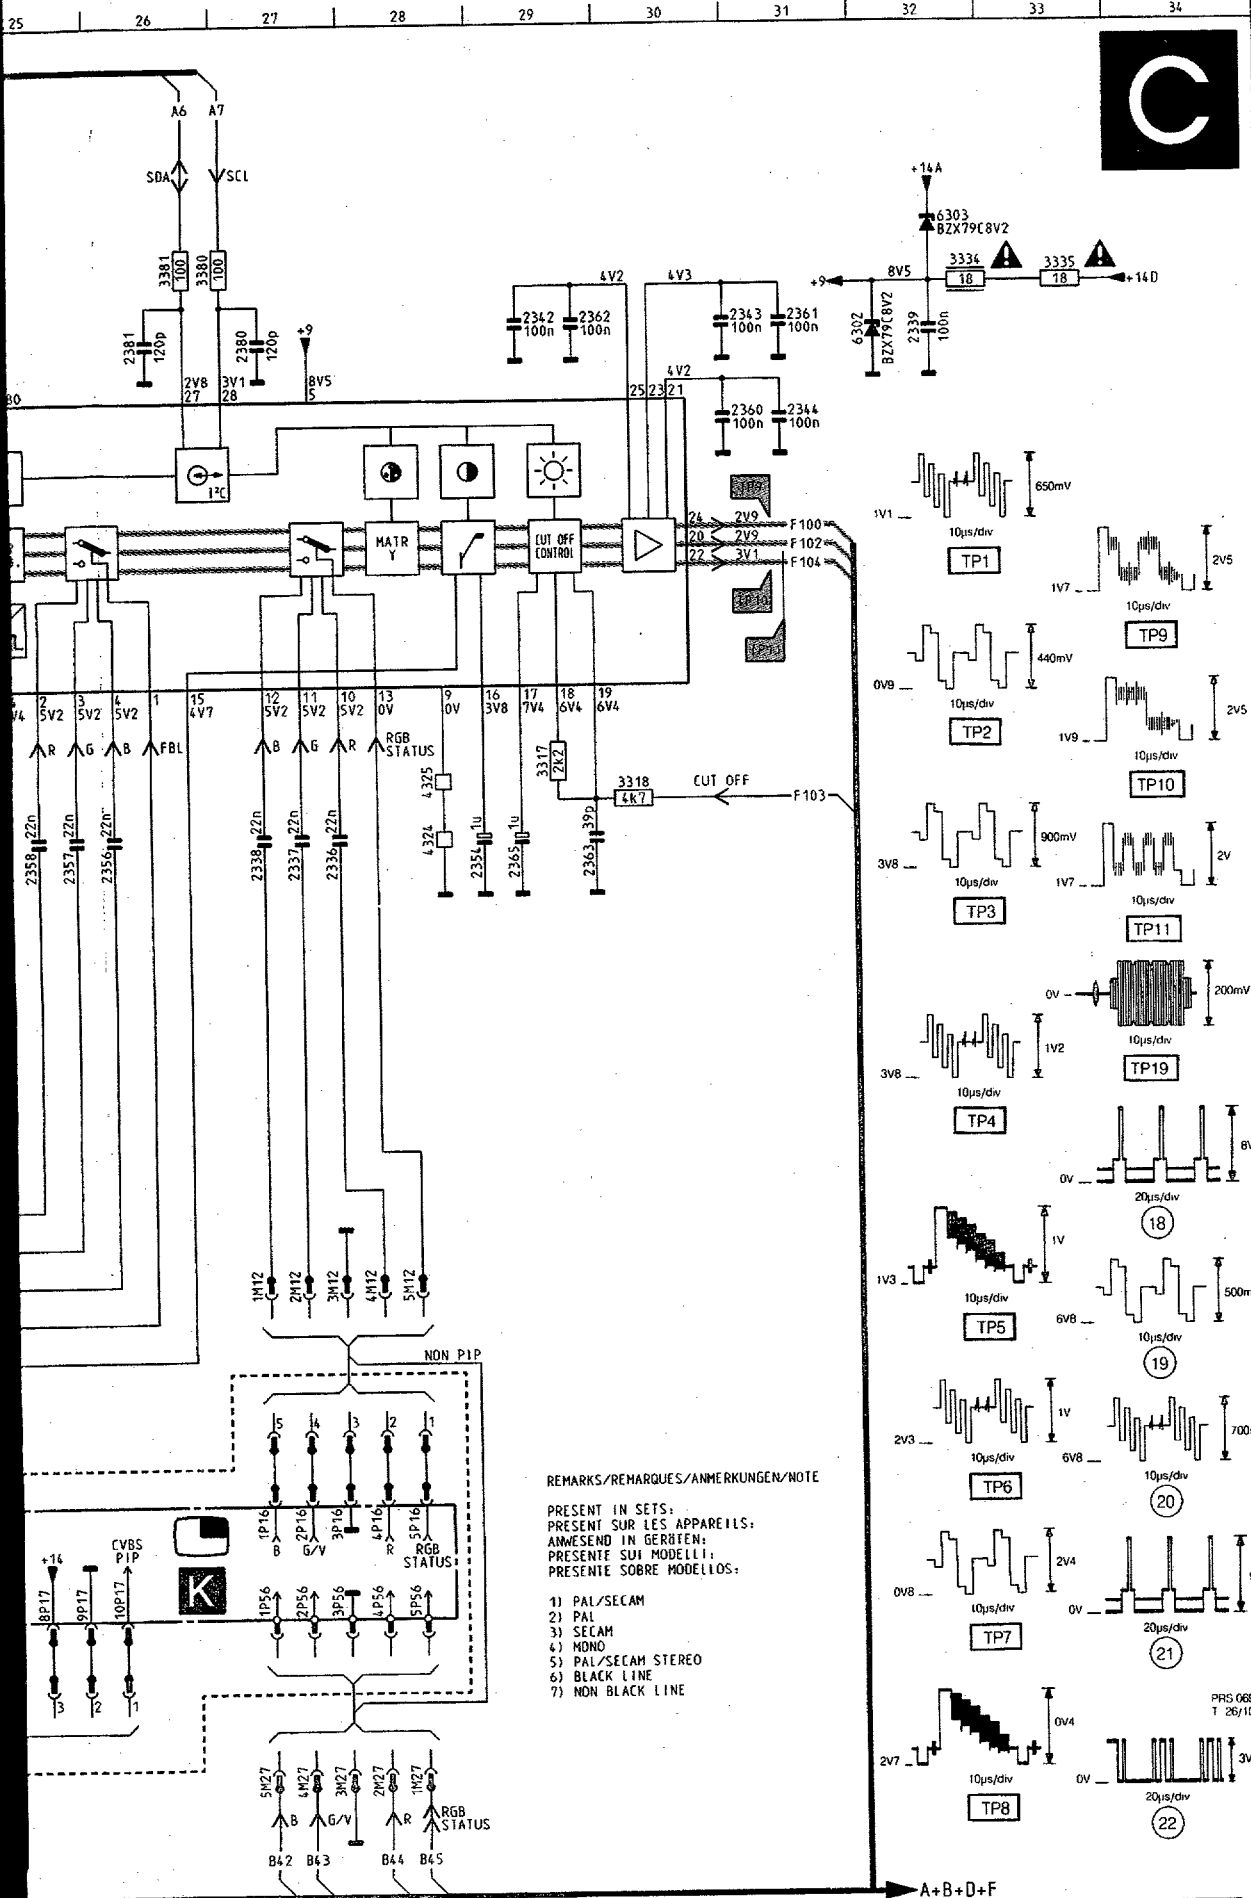 25 26 27 28 29 30 31 32 33 34
C
A6 A7
SDA SCL
+14A
6303
BZX79C8V2
3381 100 3380 100
4V2 4V3
+9 8V5 3334 18 3335 18 +14D
2342 100n 2362 100n 2343 100n 2361 100n
6302 BZX79C8V2 2339 100n
2381 120p 2380 120p +9
2V8 3V1 8V5 4V2
27 28 5 25 23 21
2360 100n 2344 100n
I²C
650mV
1V1
10µs/div
TP1
MATR
Y
CUT OFF
CONTROL
24 2V9 F100
20 2V9 F102
22 3V1 F104
2V5
1V7
10µs/div
TP9
440mV
0V9
10µs/div
TP2
2 3 4 1 15 12 11 10 13 9 16 17 18 19
5V2 5V2 5V2 4V7 5V2 5V2 5V2 0V 0V 3V8 7V4 6V4 6V4
2V5
1V9
10µs/div
TP10
R G B FBL B G R RGB
STATUS
4325 3317 2k2
3318 4k7 CUT OFF F103
2358 22n 2357 22n 2356 22n 2338 22n 2337 22n 2336 22n 4324 2354 1u 2365 1u 2363 39p
900mV
3V8
10µs/div
TP3
2V
1V7
10µs/div
TP11
200mV
0V
10µs/div
TP19
1V2
3V8
10µs/div
TP4
0V
20µs/div
18
1V
1V3
10µs/div
TP5
6V8
10µs/div
19
1M12 2M12 3M12 4M12 5M12
NON PIP
5 4 3 2 1
1V
2V3
10µs/div
TP6
6V8
10µs/div
20
1P16 2P16 3P16 4P16 5P16
B G/V R RGB
STATUS
+14 CVBS
PIP
K
8P17 9P17 10P17 1P56 2P56 3P56 4P56 5P56
3 2 1
REMARKS/REMARQUES/ANMERKUNGEN/NOTE
PRESENT IN SETS:
PRESENT SUR LES APPAREILS:
ANWESEND IN GERÄTEN:
PRESENTE SUI MODELLI:
PRESENTE SOBRE MODELLOS:
1) PAL/SECAM
2) PAL
3) SECAM
4) MONO
5) PAL/SECAM STEREO
6) BLACK LINE
7) NON BLACK LINE
2V4
0V8
10µs/div
TP7
0V
20µs/div
21
0V4
2V7
10µs/div
TP8
0V
20µs/div
22
5M27 4M27 3M27 2M27 1M27
B G/V R RGB
STATUS
B42 B43 B44 B45
A+B+D+F